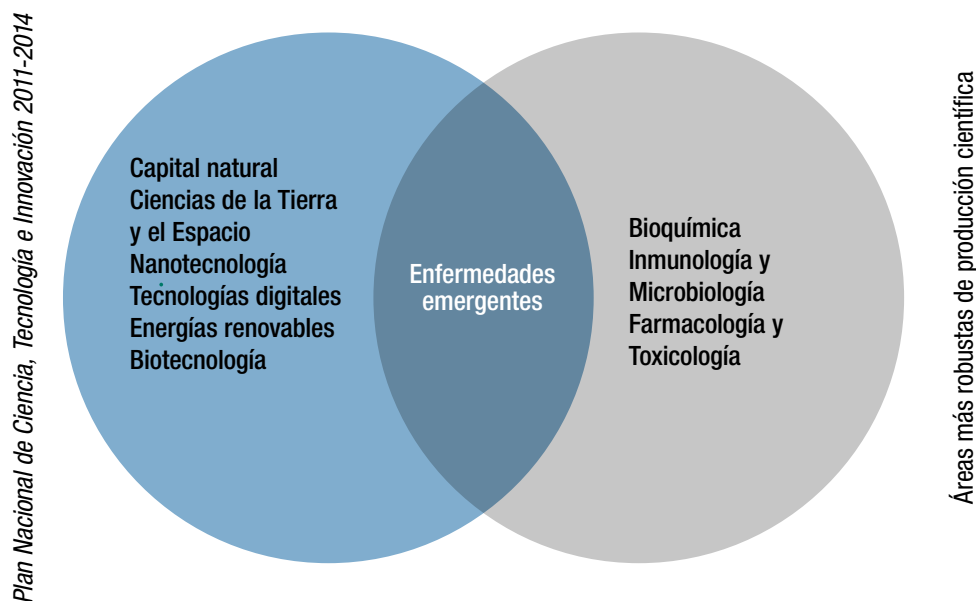 Plan Nacional de Ciencia, Tecnología e Innovación 2011-2014
Capital natural
Ciencias de la Tierra
y el Espacio
Nanotecnología
Tecnologías digitales
Energías renovables
Biotecnología
Enfermedades
emergentes
Bioquímica
Inmunología y
Microbiología
Farmacología y
Toxicología
Áreas más robustas de producción científica